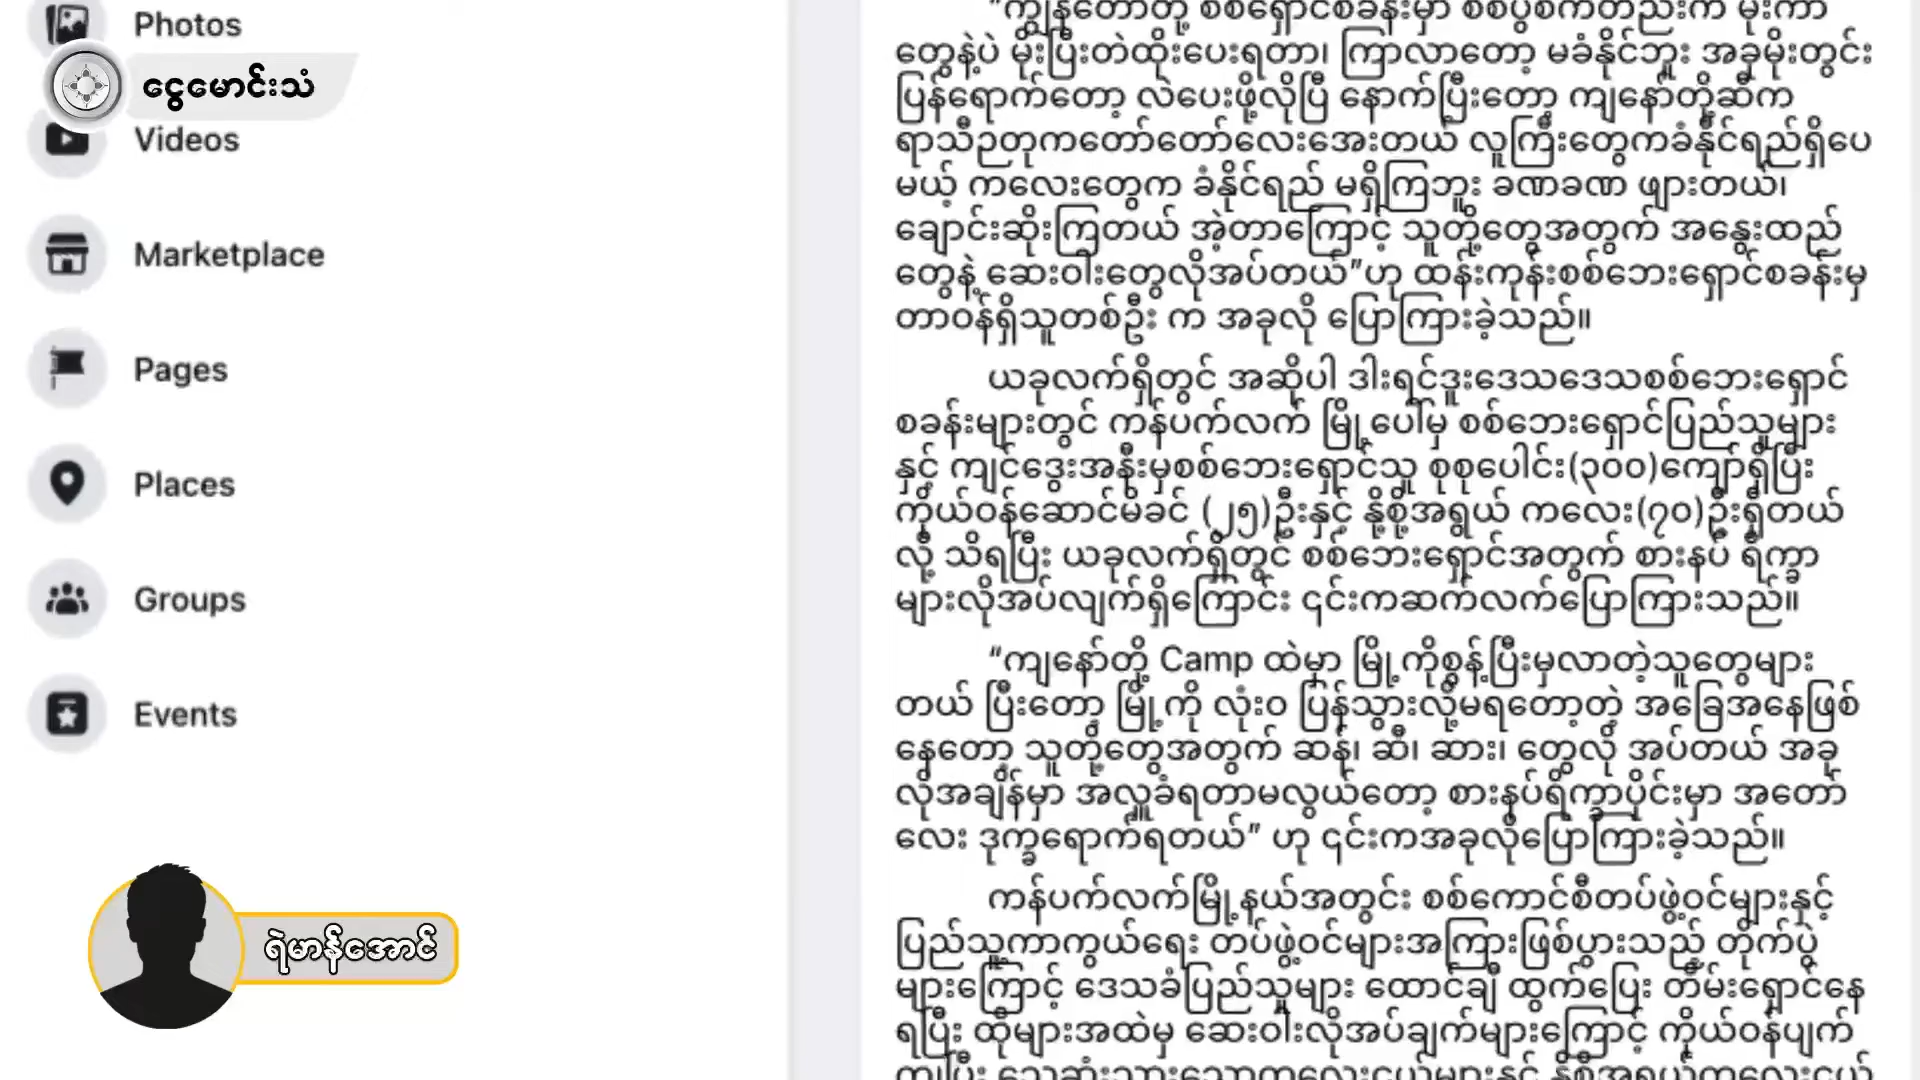 Photos
ငွေမောင်းသံ
Videos
Marketplace
Pages
Places
Groups
Events
ရဲမာန်အောင်
“ကျွန်တော်တို့ စစ်ရှောင်စခန်းမှာ စစ်ပွဲစကတည်းက မိုးကာ
တွေနဲ့ပဲ မိုးပြီးတဲထိုးပေးရတာ၊ ကြာလာတော့ မခံနိုင်ဘူး အခုမိုးတွင်း
ပြန်ရောက်တော့ လဲပေးဖို့လိုပြီ နောက်ပြီးတော့ ကျနော်တို့ဆီက
ရာသီဉတုကတော်တော်လေးအေးတယ် လူကြီးတွေကခံနိုင်ရည်ရှိပေ
မယ့် ကလေးတွေက ခံနိုင်ရည် မရှိကြဘူး ခဏခဏ ဖျားတယ်၊
ချောင်းဆိုးကြတယ် အဲ့တာကြောင့် သူတို့တွေအတွက် အနွေးထည်
တွေနဲ့ ဆေးဝါးတွေလိုအပ်တယ်”ဟု ထန်းကုန်းစစ်ဘေးရှောင်စခန်းမှ
တာဝန်ရှိသူတစ်ဦး က အခုလို ပြောကြားခဲ့သည်။
ယခုလက်ရှိတွင် အဆိုပါ ဒါးရင်ဒူးဒေသဒေသစစ်ဘေးရှောင်
စခန်းများတွင် ကန်ပက်လက် မြို့ပေါ်မှ စစ်ဘေးရှောင်ပြည်သူများ
နှင့် ကျင်ဒွေးအနီးမှစစ်ဘေးရှောင်သူ စုစုပေါင်း(၃၀၀)ကျော်ရှိပြီး
ကိုယ်ဝန်ဆောင်မိခင် (၂၅)ဦးနှင့် နို့စို့အရွယ် ကလေး(၇၀)ဦးရှိတယ်
လို့ သိရပြီး ယခုလက်ရှိတွင် စစ်ဘေးရှောင်အတွက် စားနပ် ရိက္ခာ
များလိုအပ်လျက်ရှိကြောင်း ၎င်းကဆက်လက်ပြောကြားသည်။
“ကျနော်တို့ Camp ထဲမှာ မြို့ကိုစွန့်ပြီးမှလာတဲ့သူတွေများ
တယ် ပြီးတော့ မြို့ကို လုံးဝ ပြန်သွားလို့မရတော့တဲ့ အခြေအနေဖြစ်
နေတော့ သူတို့တွေအတွက် ဆန်၊ ဆီ၊ ဆား၊ တွေလို အပ်တယ် အခု
လိုအချိန်မှာ အလှူခံရတာမလွယ်တော့ စားနပ်ရိက္ခာပိုင်းမှာ အတော်
လေး ဒုက္ခရောက်ရတယ်” ဟု ၎င်းကအခုလိုပြောကြားခဲ့သည်။
ကန်ပက်လက်မြို့နယ်အတွင်း စစ်ကောင်စီတပ်ဖွဲ့ဝင်များနှင့်
ပြည်သူ့ကာကွယ်ရေး တပ်ဖွဲ့ဝင်များအကြားဖြစ်ပွားသည့် တိုက်ပွဲ
များကြောင့် ဒေသခံပြည်သူများ ထောင်ချီ ထွက်ပြေး တိမ်းရှောင်နေ
ရပြီး ထိုများအထဲမှ ဆေးဝါးလိုအပ်ချက်များကြောင့် ကိုယ်ဝန်ပျက်